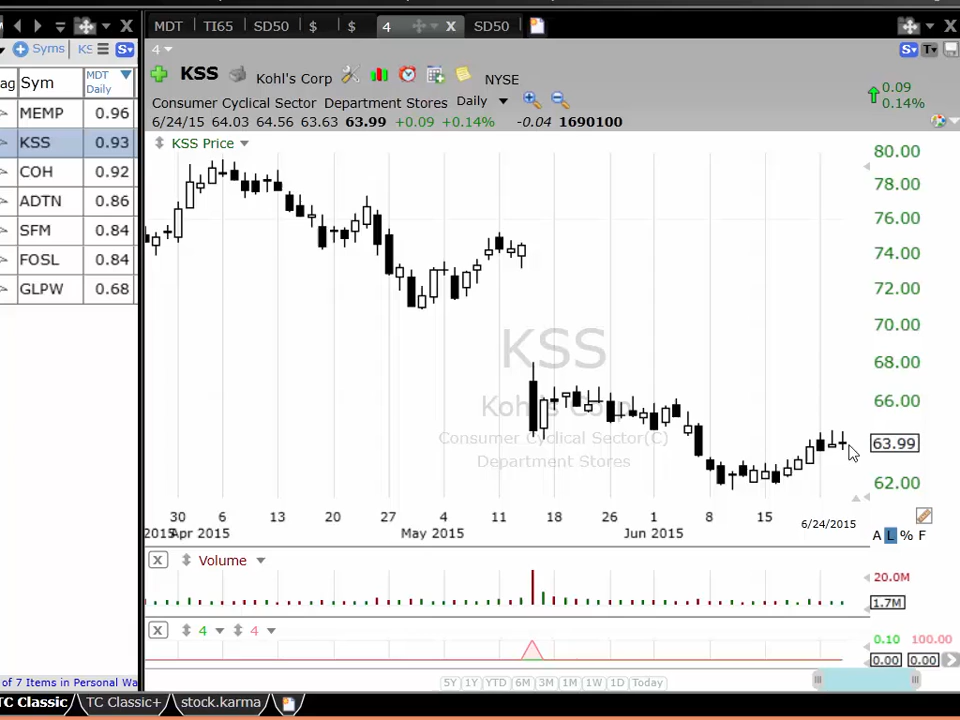 MDT TI65 SD50 $ $ 4 X SD50
Syms KS S
4
ag Sym MDT Daily
MEMP 0.96
KSS 0.93
COH 0.92
ADTN 0.86
SFM 0.84
FOSL 0.84
GLPW 0.68
KSS Kohl's Corp NYSE
S T
Consumer Cyclical Sector Department Stores Daily
0.09
0.14%
6/24/15 64.03 64.56 63.63 63.99 +0.09 +0.14% -0.04 1690100
KSS Price
80.00
78.00
76.00
74.00
72.00
70.00
68.00
66.00
63.99
62.00
KSS
Kohl's Corp
Consumer Cyclical Sector(C)
Department Stores
30 6 13 20 27 4 11 18 26 1 8 15 6/24/2015
2015 Apr 2015 May 2015 Jun 2015
A L % F
X Volume
20.0M
1.7M
X 4 4
0.10 100.00
0.00 0.00
5Y 1Y YTD 6M 3M 1M 1W 1D Today
of 7 Items in Personal Wa
TC Classic TC Classic+ stock.karma